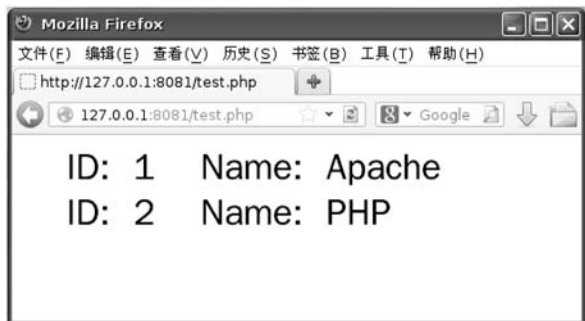 Mozilla Firefox
文件(F) 编辑(E) 查看(V) 历史(S) 书签(B) 工具(T) 帮助(H)
http://127.0.0.1:8081/test.php
127.0.0.1:8081/test.php Google
ID: 1 Name: Apache
ID: 2 Name: PHP